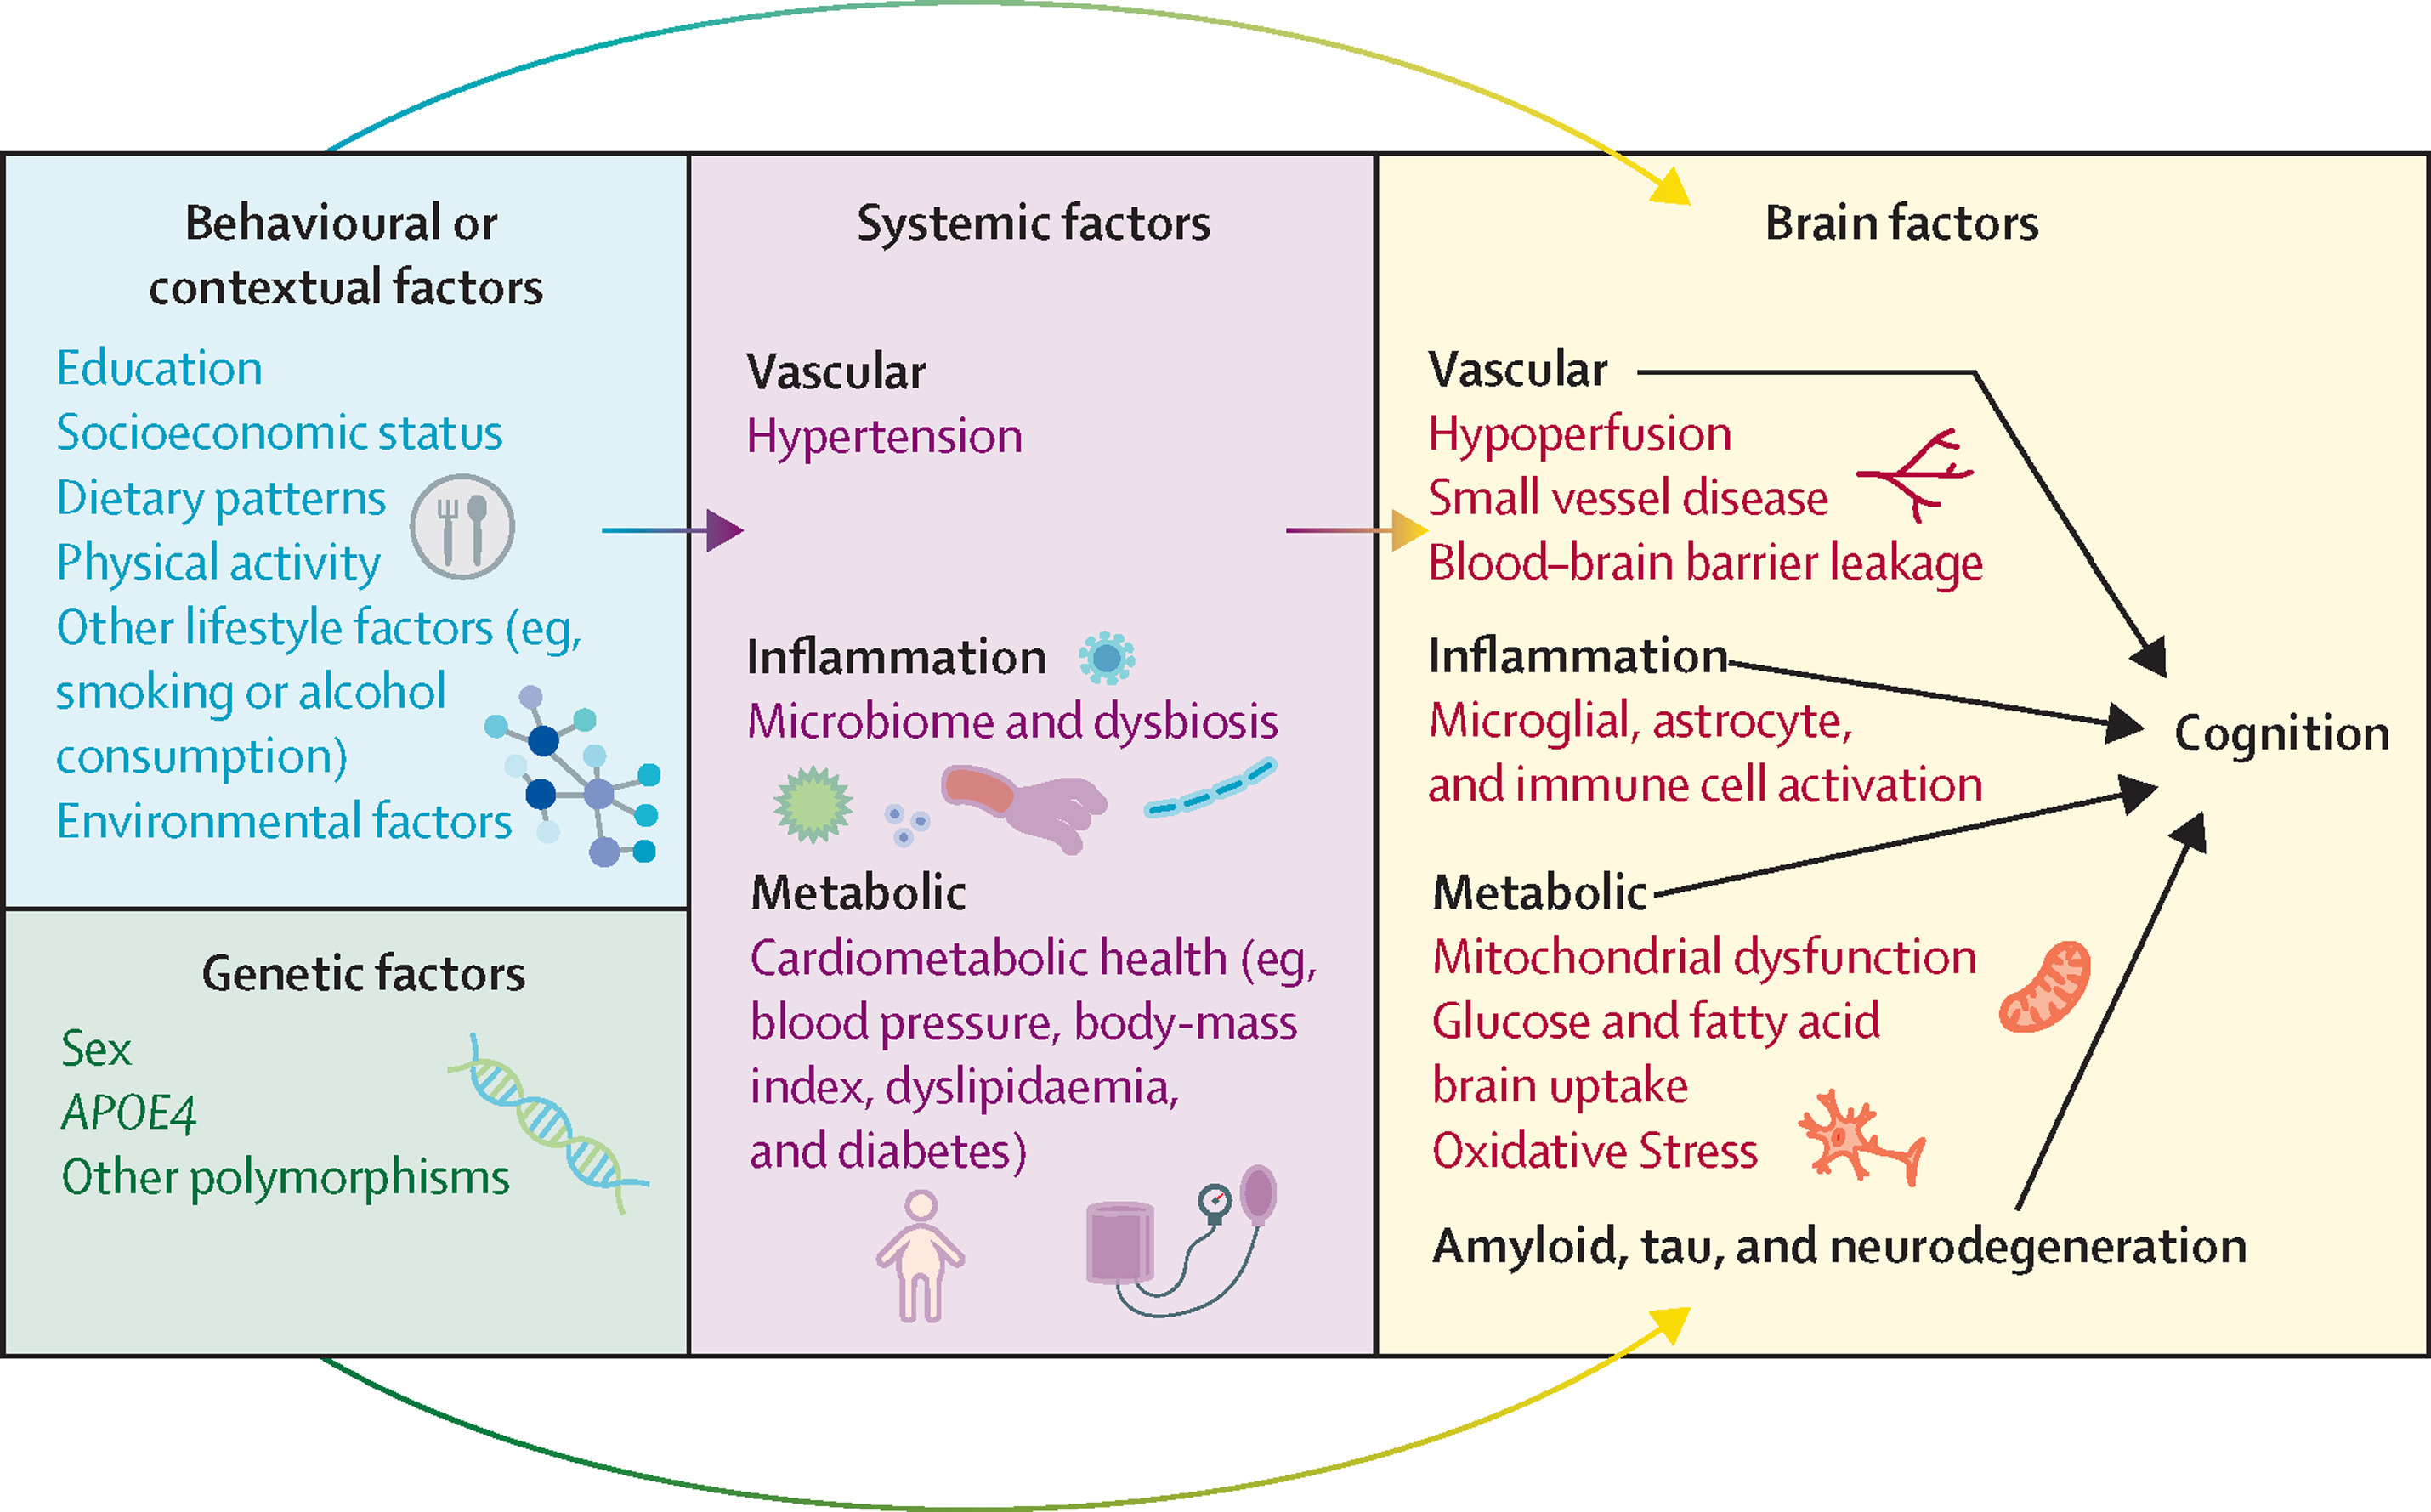 Behavioural or
contextual factors
Education
Socioeconomic status
Dietary patterns
Physical activity
Other lifestyle factors (eg,
smoking or alcohol
consumption)
Environmental factors
Genetic factors
Sex
APOE4
Other polymorphisms
Systemic factors
Vascular
Hypertension
Inflammation
Microbiome and dysbiosis
Metabolic
Cardiometabolic health (eg,
blood pressure, body-mass
index, dyslipidaemia,
and diabetes)
Brain factors
Vascular
Hypoperfusion
Small vessel disease
Blood–brain barrier leakage
Inflammation
Microglial, astrocyte,
and immune cell activation
Metabolic
Mitochondrial dysfunction
Glucose and fatty acid
brain uptake
Oxidative Stress
Amyloid, tau, and neurodegeneration
Cognition